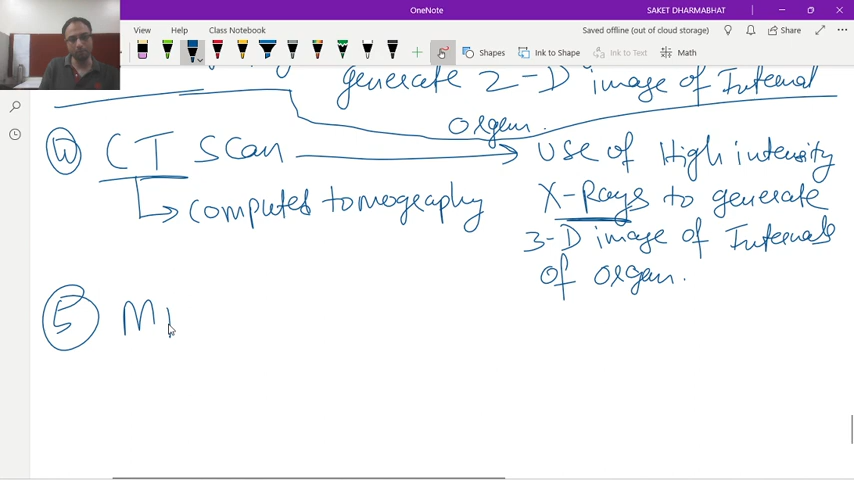 OneNote
SAKET DHARMABHAT
View Help Class Notebook
Saved offline (out of cloud storage)
Share
Shapes Ink to Shape Ink to Text Math
generate 2-D image of Internal
Organ.
CT Scan → Use of High intensity
↳ Computed tomography X-Rays to generate
3-D image of Internals
of organ.
5 M